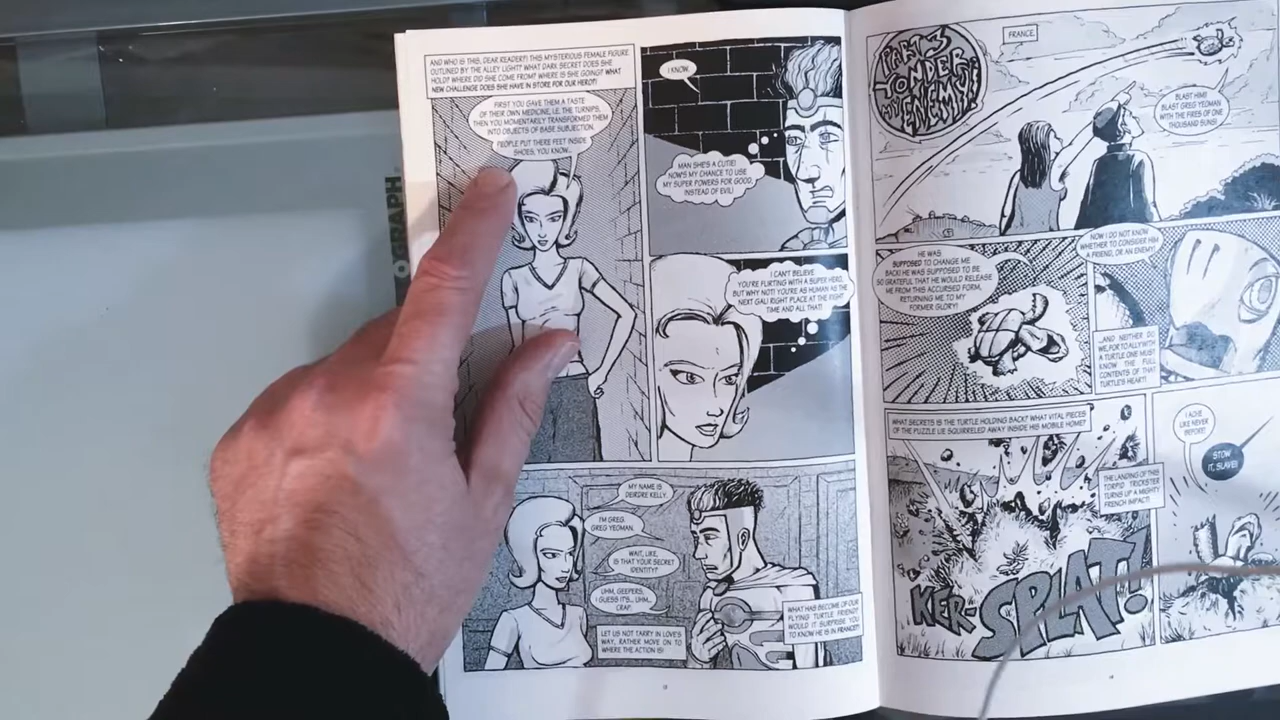 AND WHO IS THIS, DEAR READER?! THIS MYSTERIOUS FEMALE FIGURE
OUTLINED BY THE ALLEY LIGHT? WHAT DARK SECRET DOES SHE
HOLD? WHERE DID SHE COME FROM? WHERE IS SHE GOING? WHAT
NEW CHALLENGE DOES SHE HAVE IN STORE FOR OUR HERO?!
FIRST YOU GAVE THEM A TASTE
OF THEIR OWN MEDICINE, I.E. THE TURNIPS,
THEN YOU MOMENTARILY TRANSFORMED THEM
INTO OBJECTS OF BASE SUBJECTION.
PEOPLE PUT THERE FEET INSIDE
SHOES, YOU KNOW...
I KNOW.
MAN SHE'S A CUTIE!
NOW'S MY CHANCE TO USE
MY SUPER POWERS FOR GOOD,
INSTEAD OF EVIL!
I CAN'T BELIEVE
YOU'RE FLIRTING WITH A SUPER HERO,
BUT WHY NOT! YOU'RE AS HUMAN AS THE
NEXT GAL! RIGHT PLACE AT THE RIGHT
TIME AND ALL THAT!
MY NAME IS
DEIRDRE KELLY.
I'M GREG.
GREG YEOMAN.
WAIT, LIKE,
IS THAT YOUR SECRET
IDENTITY?
UHM, GEEPERS,
I GUESS IT'S... UHM...
CRAP.
LET US NOT TARRY IN LOVE'S
WAY, RATHER MOVE ON TO
WHERE THE ACTION IS!
WHAT HAS BECOME OF OUR
FLYING TURTLE FRIEND?
WOULD IT SURPRISE YOU
TO KNOW HE IS IN FRANCE?!
PART 3
YONDER
MY
ENEMY!
FRANCE.
BLAST HIM!!
BLAST GREG YEOMAN
WITH THE FIRES OF ONE
THOUSAND SUNS!
HE WAS
SUPPOSED TO CHANGE ME
BACK! HE WAS SUPPOSED TO BE
SO GRATEFUL THAT HE WOULD RELEASE
ME FROM THIS ACCURSED FORM,
RETURNING ME TO MY
FORMER GLORY!
NOW I DO NOT KNOW
WHETHER TO CONSIDER HIM
A FRIEND, OR AN ENEMY!
...AND NEITHER DO
WE, FOR TO ALLY WITH
A TURTLE ONE MUST
KNOW THE FULL
CONTENTS OF THAT
TURTLE'S HEART!
WHAT SECRETS IS THE TURTLE HOLDING BACK? WHAT VITAL PIECES
OF THE PUZZLE LIE SQUIRRELED AWAY INSIDE HIS MOBILE HOME?
THE LANDING OF THIS
TORPID TRICKSTER
TURNS UP A MIGHTY
FRENCH IMPACT!
KER-SPLAT!
I ACHE
LIKE NEVER
BEFORE!
STOW
IT, SLAVE!